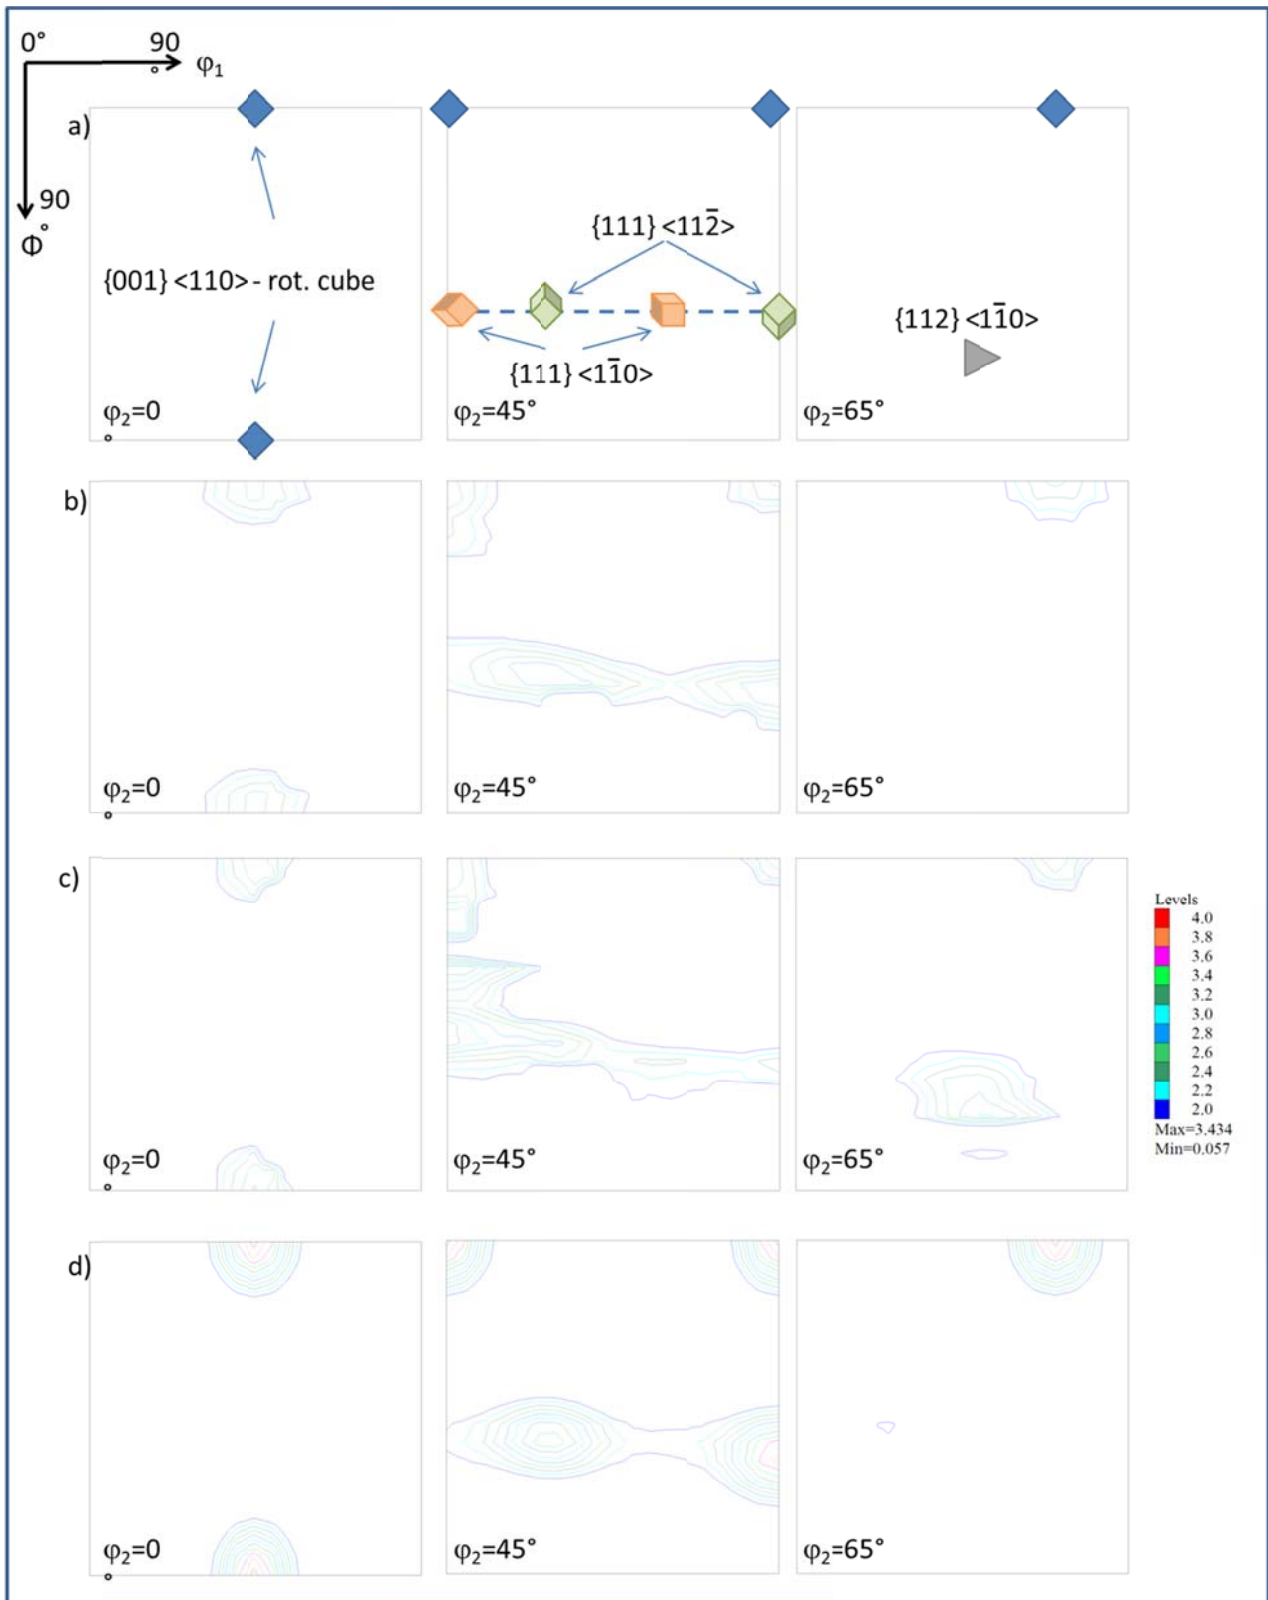 0° 90° φ₁
90°
Φ
a)
{001}<110>- rot. cube
φ₂=0°
{111}<112̅>
{111}<11̅0>
φ₂=45°
{112}<11̅0>
φ₂=65°
b)
φ₂=0°
φ₂=45°
φ₂=65°
c)
φ₂=0°
φ₂=45°
φ₂=65°
Levels
4.0
3.8
3.6
3.4
3.2
3.0
2.8
2.6
2.4
2.2
2.0
Max=3.434
Min=0.057
d)
φ₂=0°
φ₂=45°
φ₂=65°